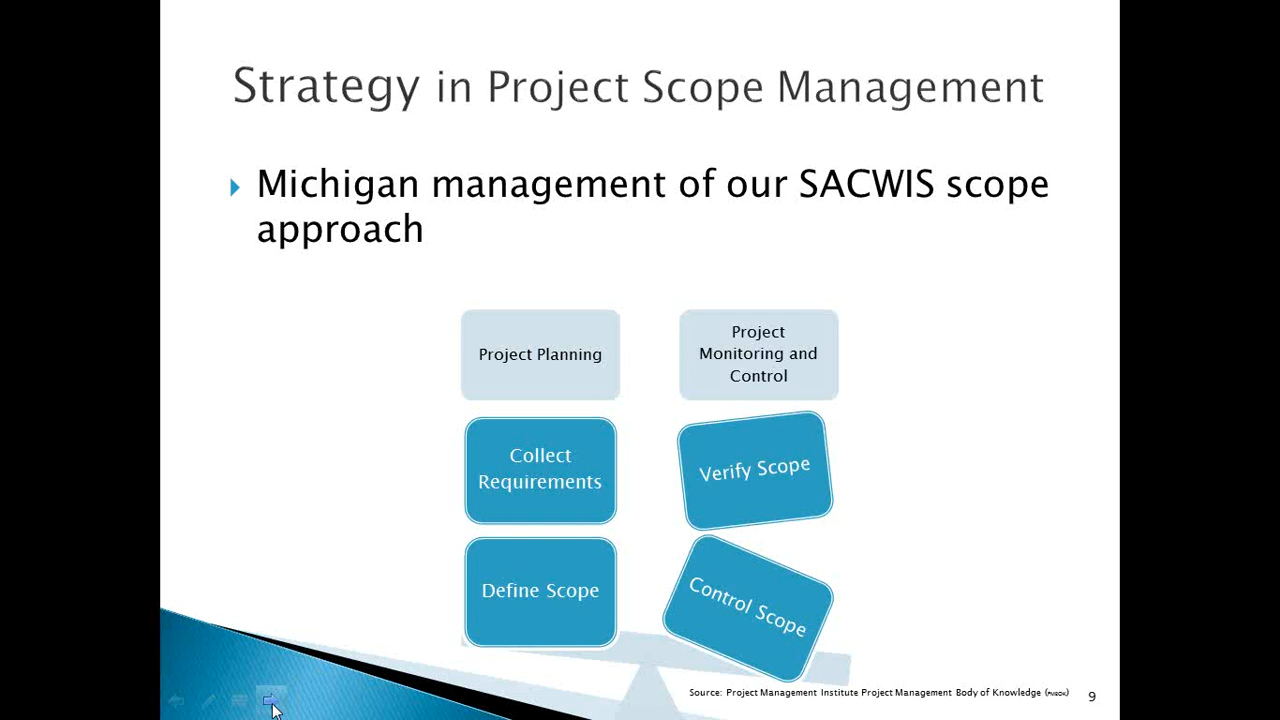 Strategy in Project Scope Management
Michigan management of our SACWIS scope
approach
Project Planning
Project
Monitoring and
Control
Collect
Requirements
Verify Scope
Define Scope
Control Scope
Source: Project Management Institute Project Management Body of Knowledge (PMBOK)
9